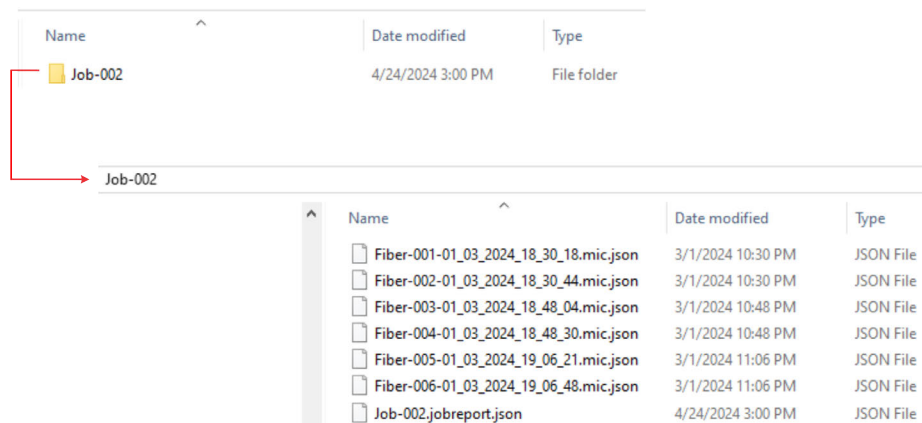 Name Date modified Type
Job-002 4/24/2024 3:00 PM File folder
Job-002
Name Date modified Type
Fiber-001-01_03_2024_18_30_18.mic.json 3/1/2024 10:30 PM JSON File
Fiber-002-01_03_2024_18_30_44.mic.json 3/1/2024 10:30 PM JSON File
Fiber-003-01_03_2024_18_48_04.mic.json 3/1/2024 10:48 PM JSON File
Fiber-004-01_03_2024_18_48_30.mic.json 3/1/2024 10:48 PM JSON File
Fiber-005-01_03_2024_19_06_21.mic.json 3/1/2024 11:06 PM JSON File
Fiber-006-01_03_2024_19_06_48.mic.json 3/1/2024 11:06 PM JSON File
Job-002.jobreport.json 4/24/2024 3:00 PM JSON File